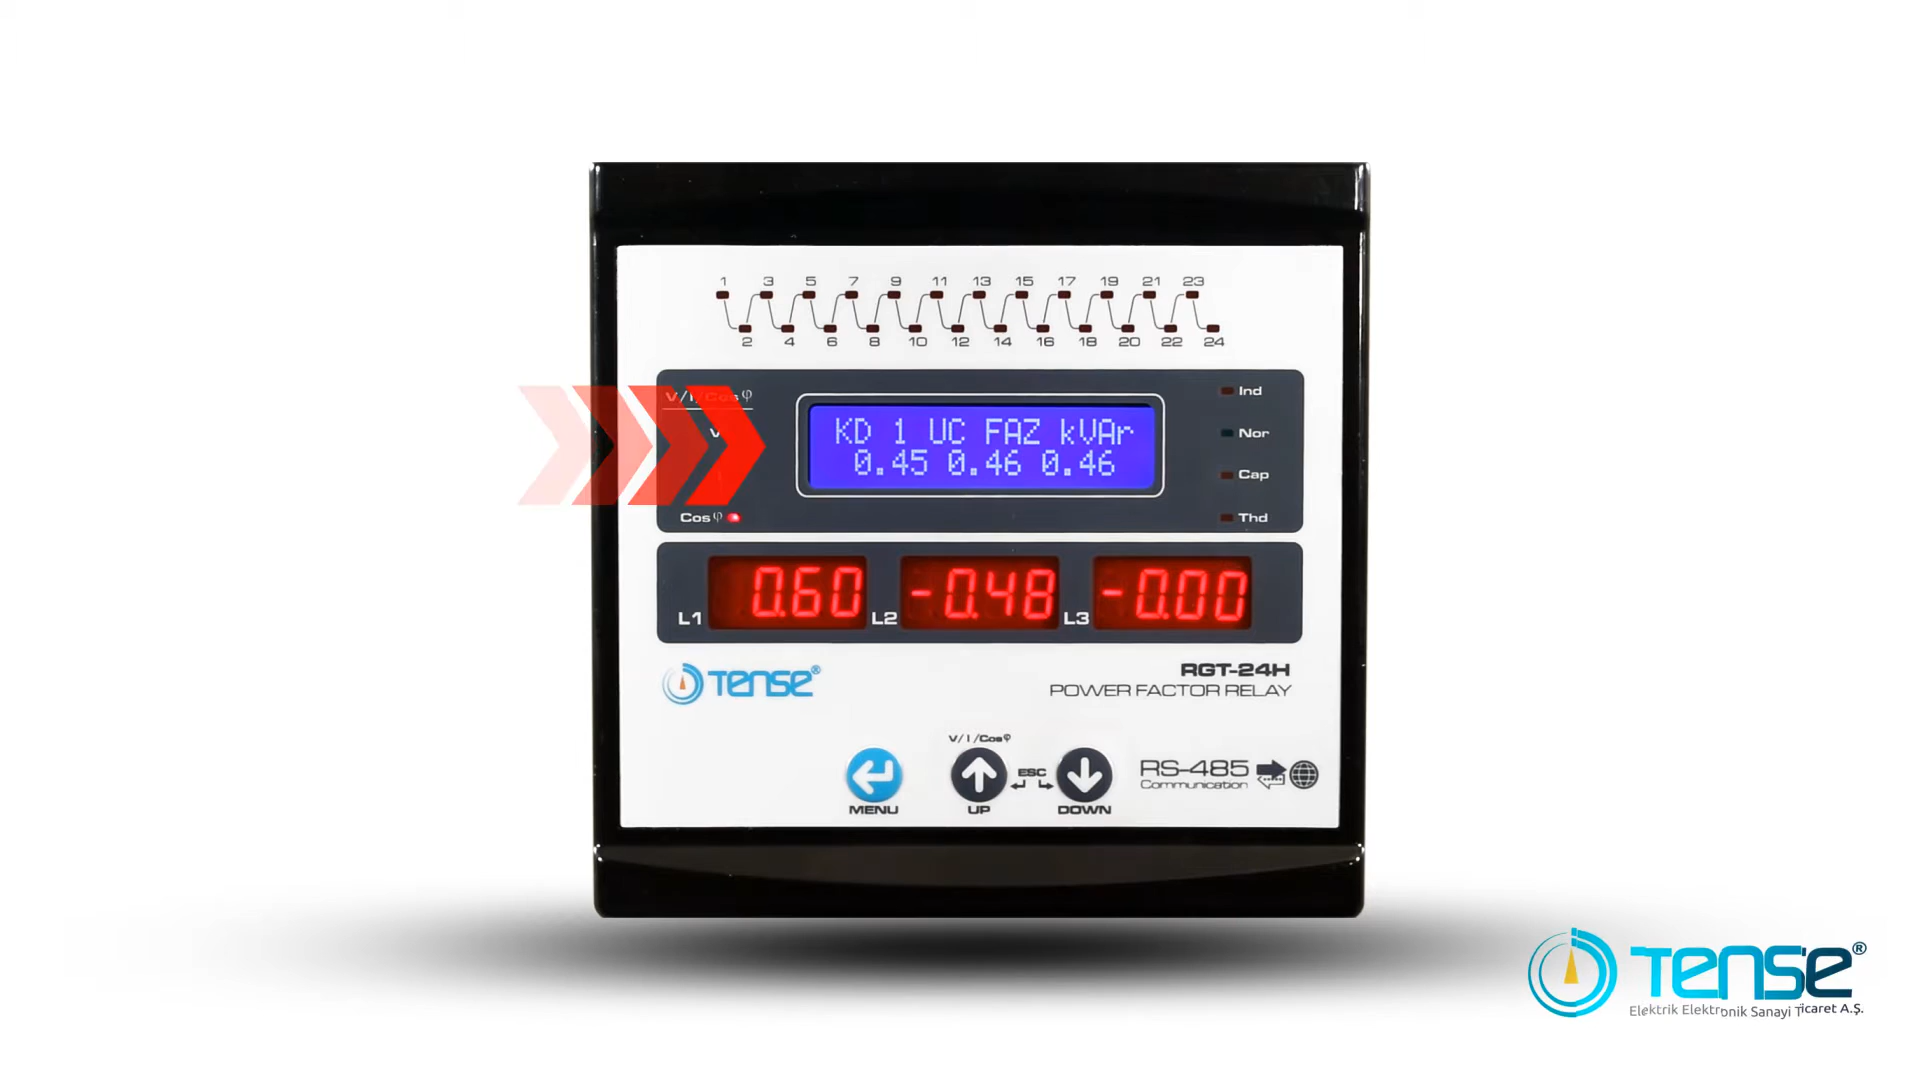 1 3 5 7 9 11 13 15 17 19 21 23
2 4 6 8 10 12 14 16 18 20 22 24
V/I/Cosφ
V
Cosφ
KD 1 UC FAZ kVAr
0.45 0.46 0.46
Ind
Nor
Cap
Thd
L1 0.60 L2 -0.48 L3 -0.00
TENSE®
RGT-24H
POWER FACTOR RELAY
V/I/Cosφ
MENU
UP
ESC
DOWN
RS-485
Communication
TENSE®
Elektrik Elektronik Sanayi Ticaret A.Ş.